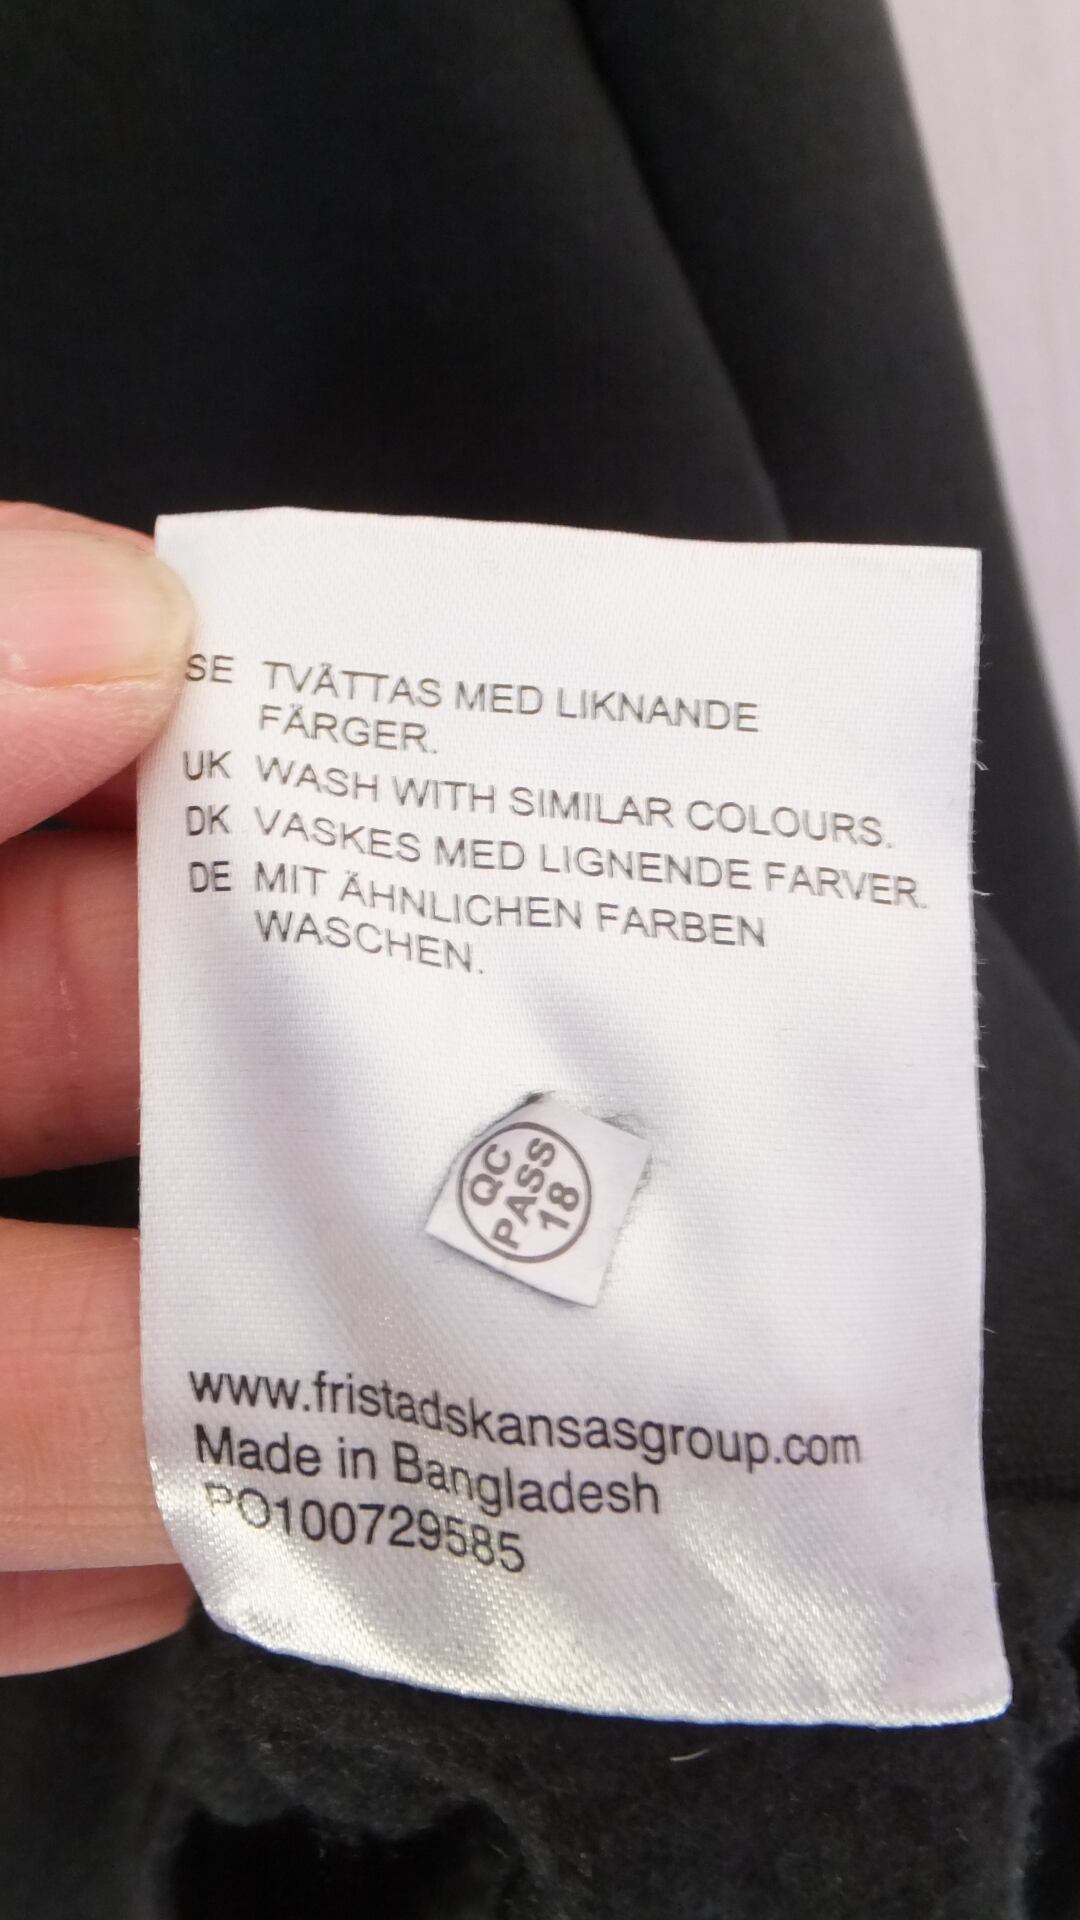 SE TVÄTTAS MED LIKNANDE
FÄRGER.
UK WASH WITH SIMILAR COLOURS.
DK VASKES MED LIGNENDE FARVER.
DE MIT ÄHNLICHEN FARBEN
WASCHEN.
QC
PASS
18
www.fristadskansasgroup.com
Made in Bangladesh
PO100729585